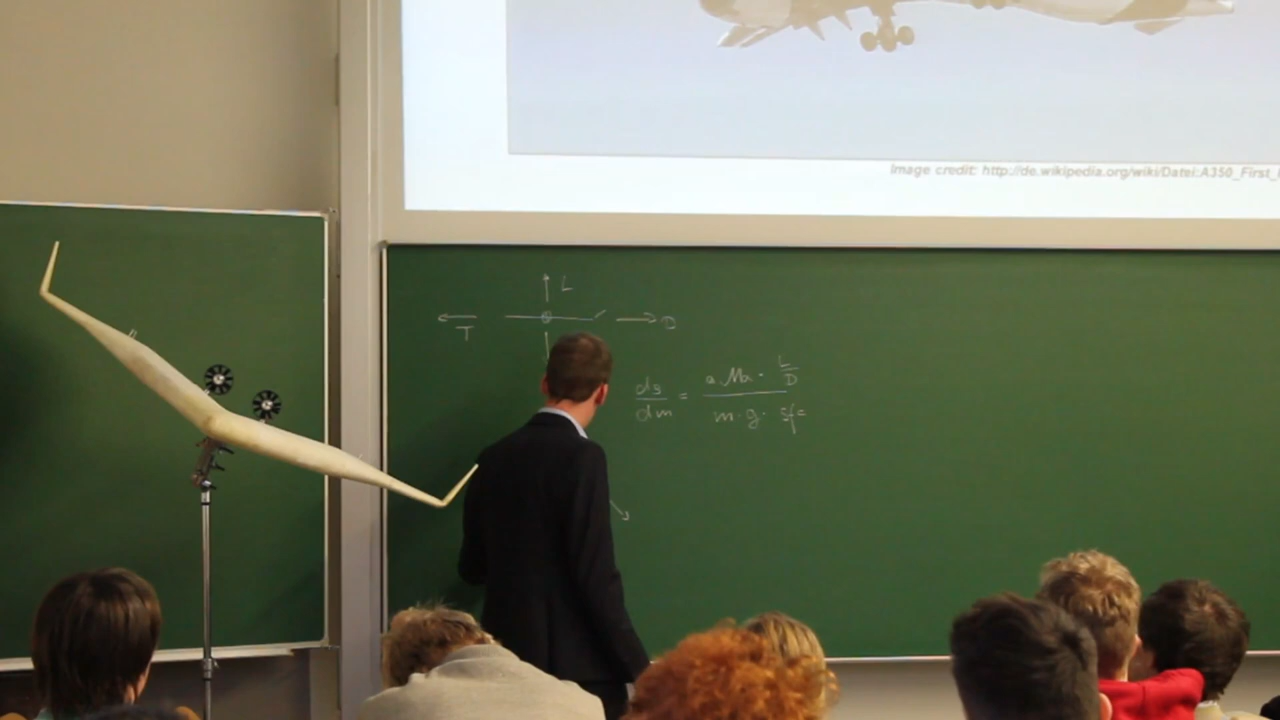 Image credit: http://de.wikipedia.org/wiki/Datei:A350_First_
L
T
D
ds/dm = a·Ma·L/D / m·g·sfc